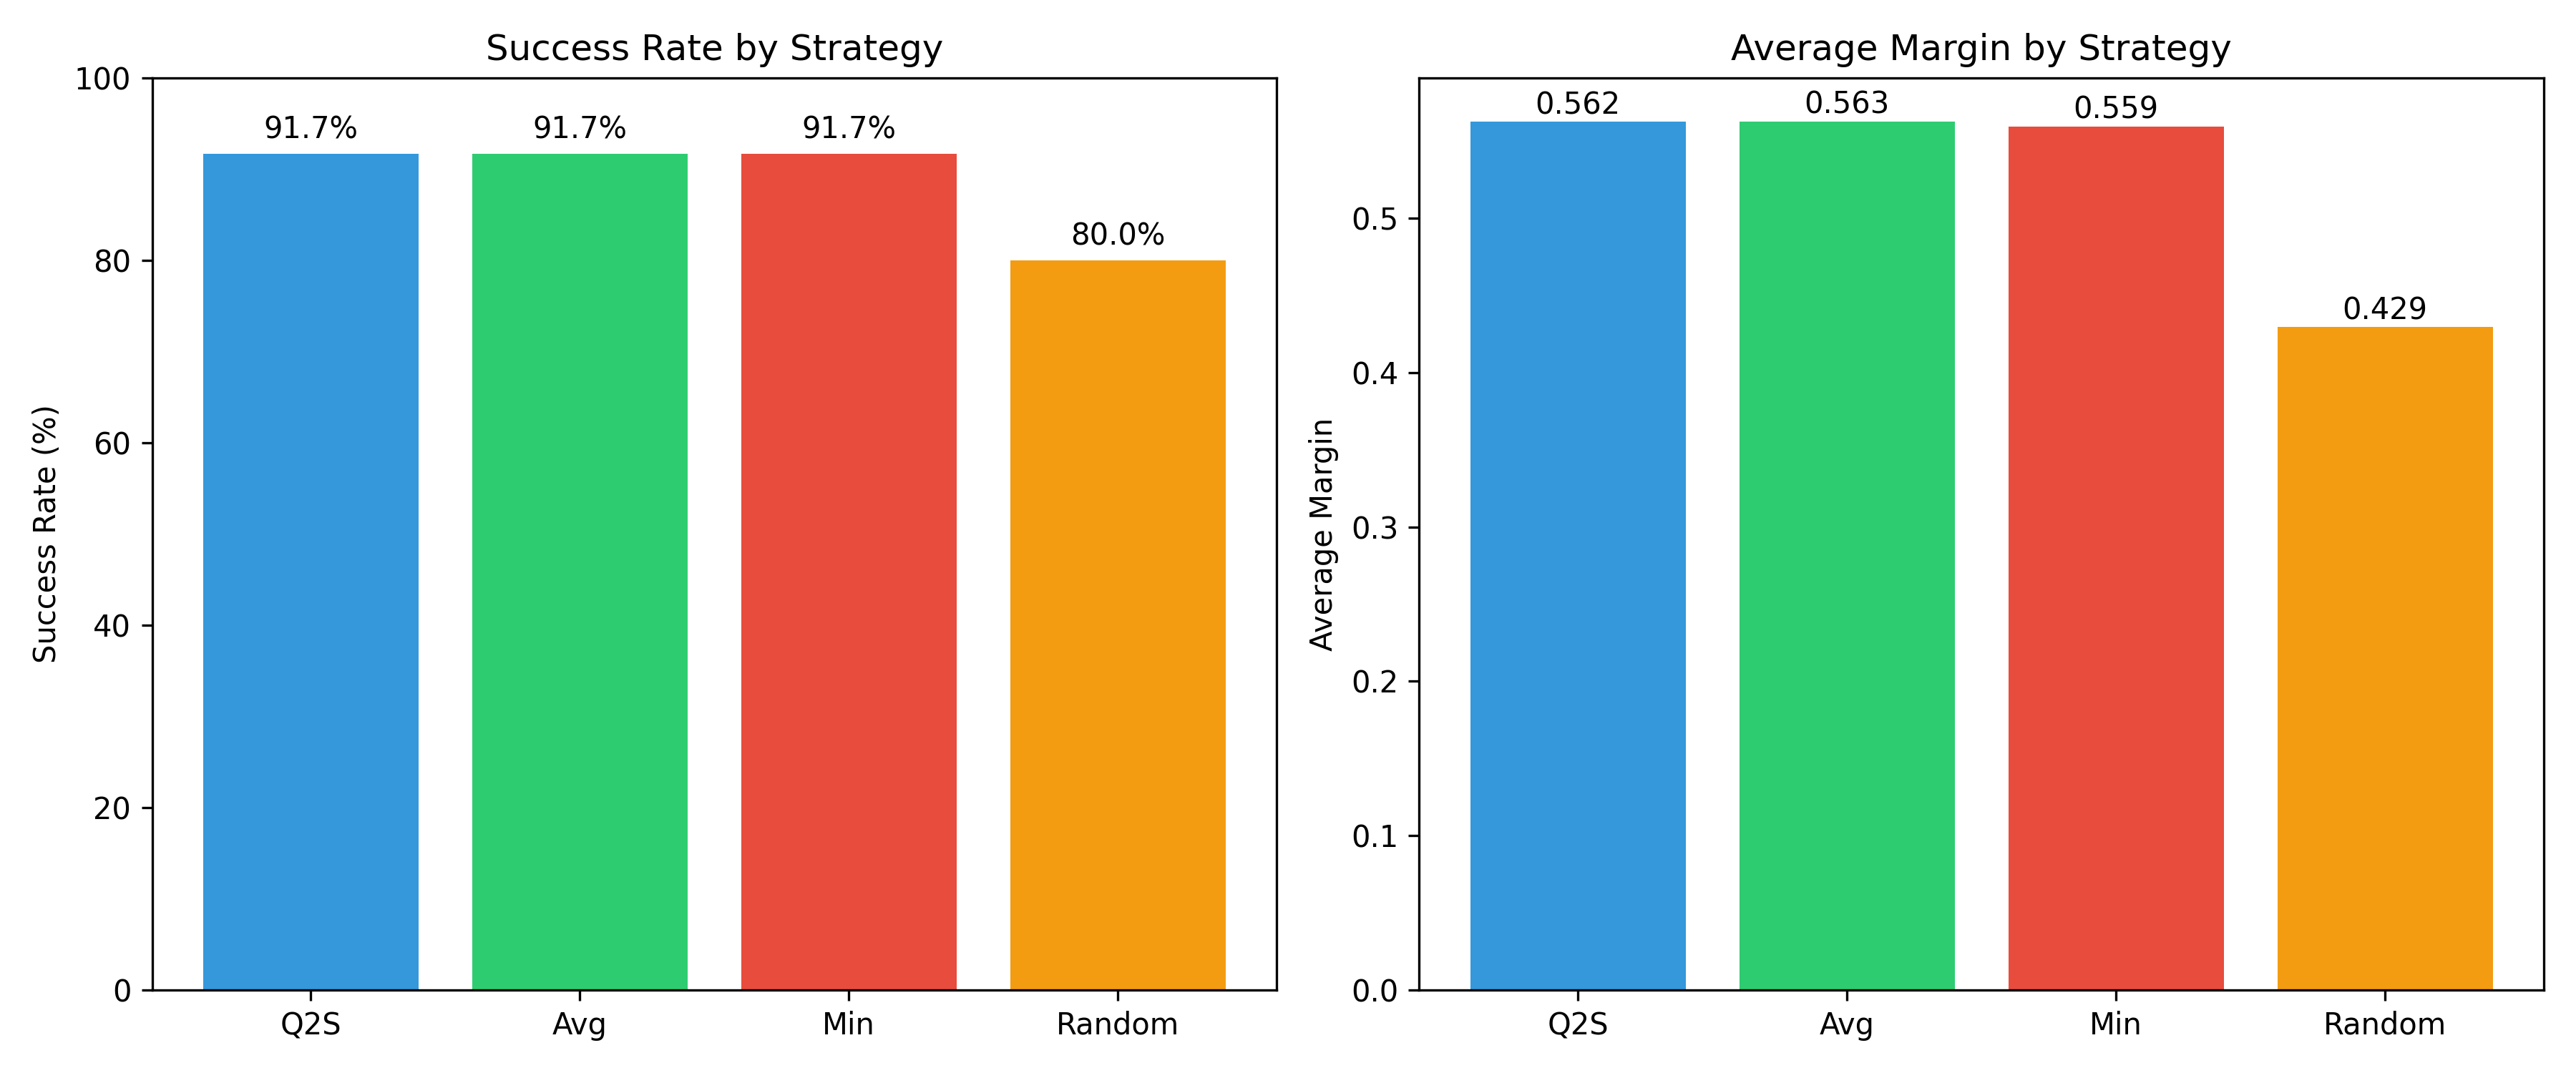 Success Rate by Strategy
Success Rate (%)
100
80
60
40
20
0
91.7%
91.7%
91.7%
80.0%
Q2S
Avg
Min
Random
Average Margin by Strategy
Average Margin
0.5
0.4
0.3
0.2
0.1
0.0
0.562
0.563
0.559
0.429
Q2S
Avg
Min
Random